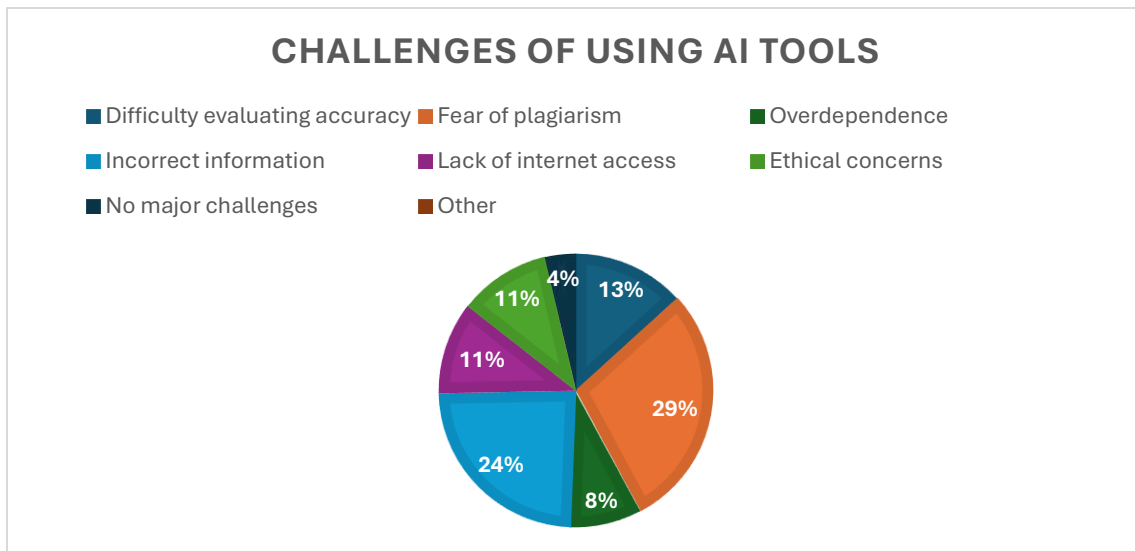 CHALLENGES OF USING AI TOOLS
Difficulty evaluating accuracy Fear of plagiarism Overdependence
Incorrect information Lack of internet access Ethical concerns
No major challenges Other
4% 13%
11%
11%
29%
24%
8%